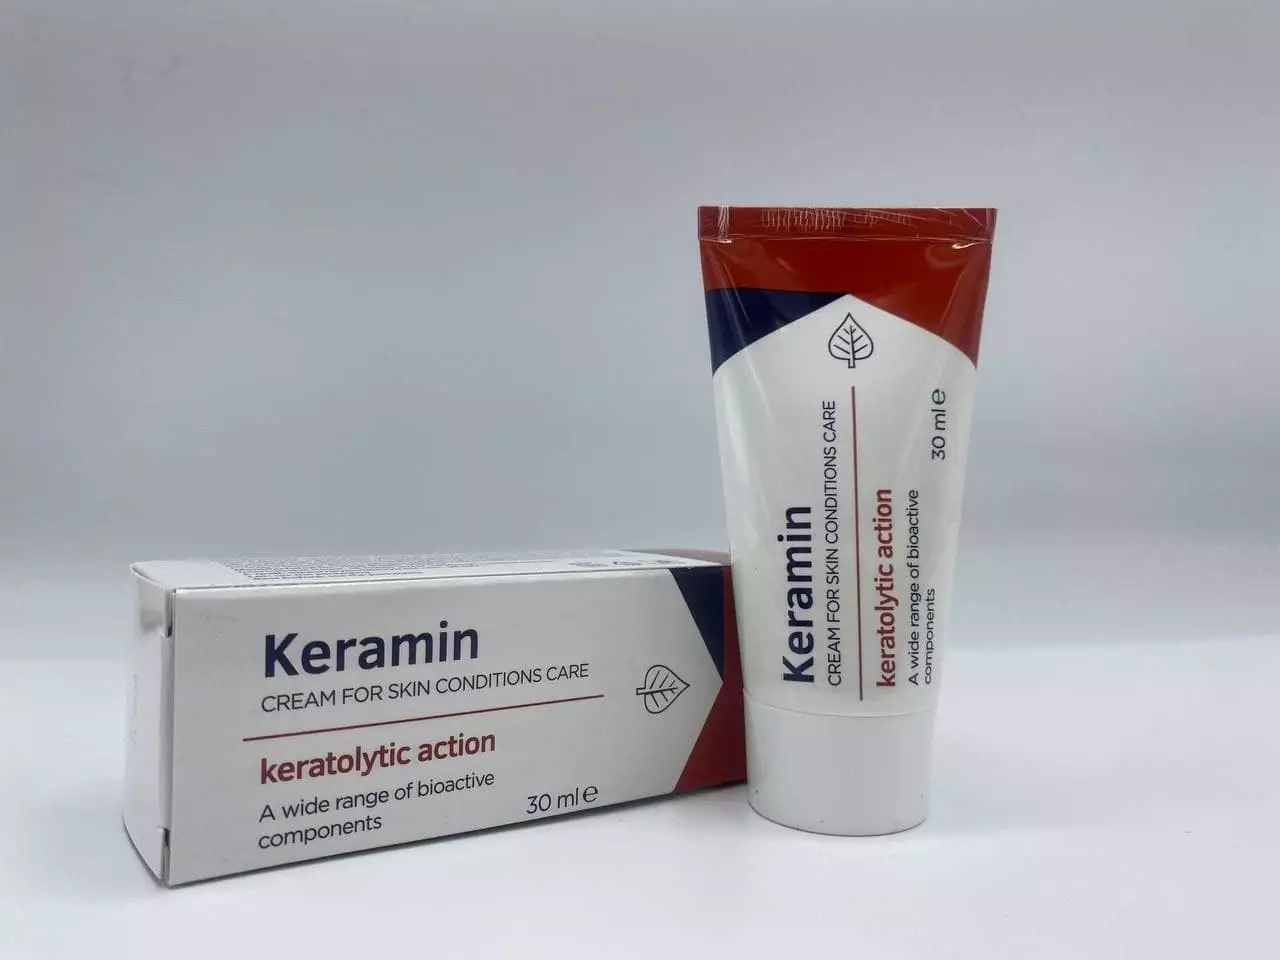 Keramin
CREAM FOR SKIN CONDITIONS CARE
keratolytic action
A wide range of bioactive
components
30 ml e
Keramin
CREAM FOR SKIN CONDITIONS CARE
keratolytic action
A wide range of bioactive
components
30 ml e